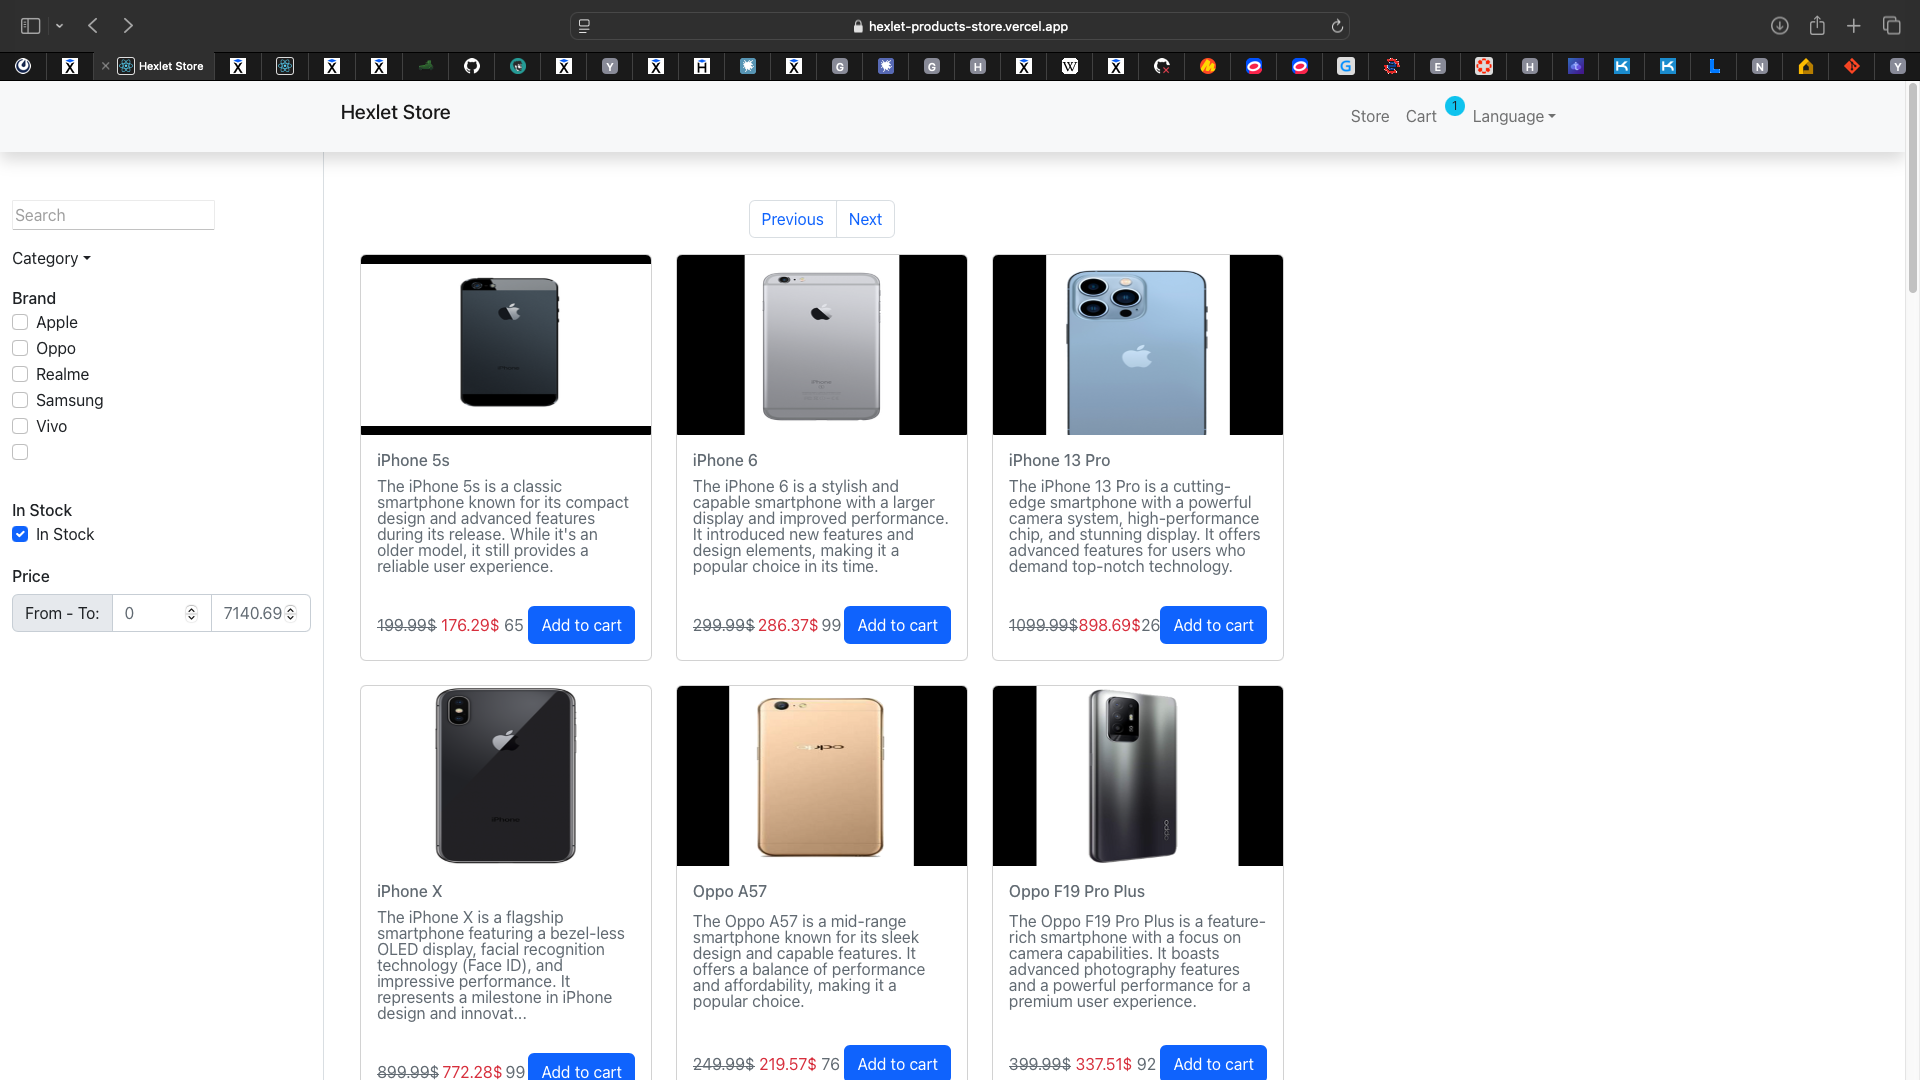 hexlet-products-store.vercel.app
Hexlet Store
Hexlet Store
Store
Cart
1
Language
Search
Category
Brand
Apple
Oppo
Realme
Samsung
Vivo
In Stock
In Stock
Price
From - To:
0
7140.69
Previous
Next
iPhone 5s
The iPhone 5s is a classic
smartphone known for its compact
design and advanced features
during its release. While it's an
older model, it still provides a
reliable user experience.
199.99$ 176.29$ 65
Add to cart
iPhone 6
The iPhone 6 is a stylish and
capable smartphone with a larger
display and improved performance.
It introduced new features and
design elements, making it a
popular choice in its time.
299.99$ 286.37$ 99
Add to cart
iPhone 13 Pro
The iPhone 13 Pro is a cutting-
edge smartphone with a powerful
camera system, high-performance
chip, and stunning display. It offers
advanced features for users who
demand top-notch technology.
1099.99$898.69$26
Add to cart
iPhone X
The iPhone X is a flagship
smartphone featuring a bezel-less
OLED display, facial recognition
technology (Face ID), and
impressive performance. It
represents a milestone in iPhone
design and innovat...
899.99$ 772.28$ 99
Add to cart
oppo
Oppo A57
The Oppo A57 is a mid-range
smartphone known for its sleek
design and capable features. It
offers a balance of performance
and affordability, making it a
popular choice.
249.99$ 219.57$ 76
Add to cart
oppo
Oppo F19 Pro Plus
The Oppo F19 Pro Plus is a feature-
rich smartphone with a focus on
camera capabilities. It boasts
advanced photography features
and a powerful performance for a
premium user experience.
399.99$ 337.51$ 92
Add to cart